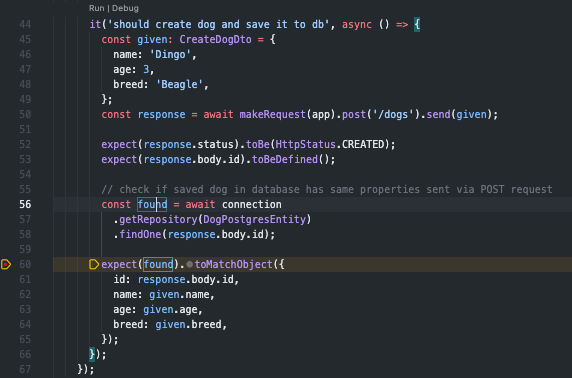 Run | Debug
44 it('should create dog and save it to db', async () => {
45 const given: CreateDogDto = {
46 name: 'Dingo',
47 age: 3,
48 breed: 'Beagle',
49 };
50 const response = await makeRequest(app).post('/dogs').send(given);
51
52 expect(response.status).toBe(HttpStatus.CREATED);
53 expect(response.body.id).toBeDefined();
54
55 // check if saved dog in database has same properties sent via POST request
56 const found = await connection
57 .getRepository(DogPostgresEntity)
58 .findOne(response.body.id);
59
60 expect(found).toMatchObject({
61 id: response.body.id,
62 name: given.name,
63 age: given.age,
64 breed: given.breed,
65 });
66 });
67 });